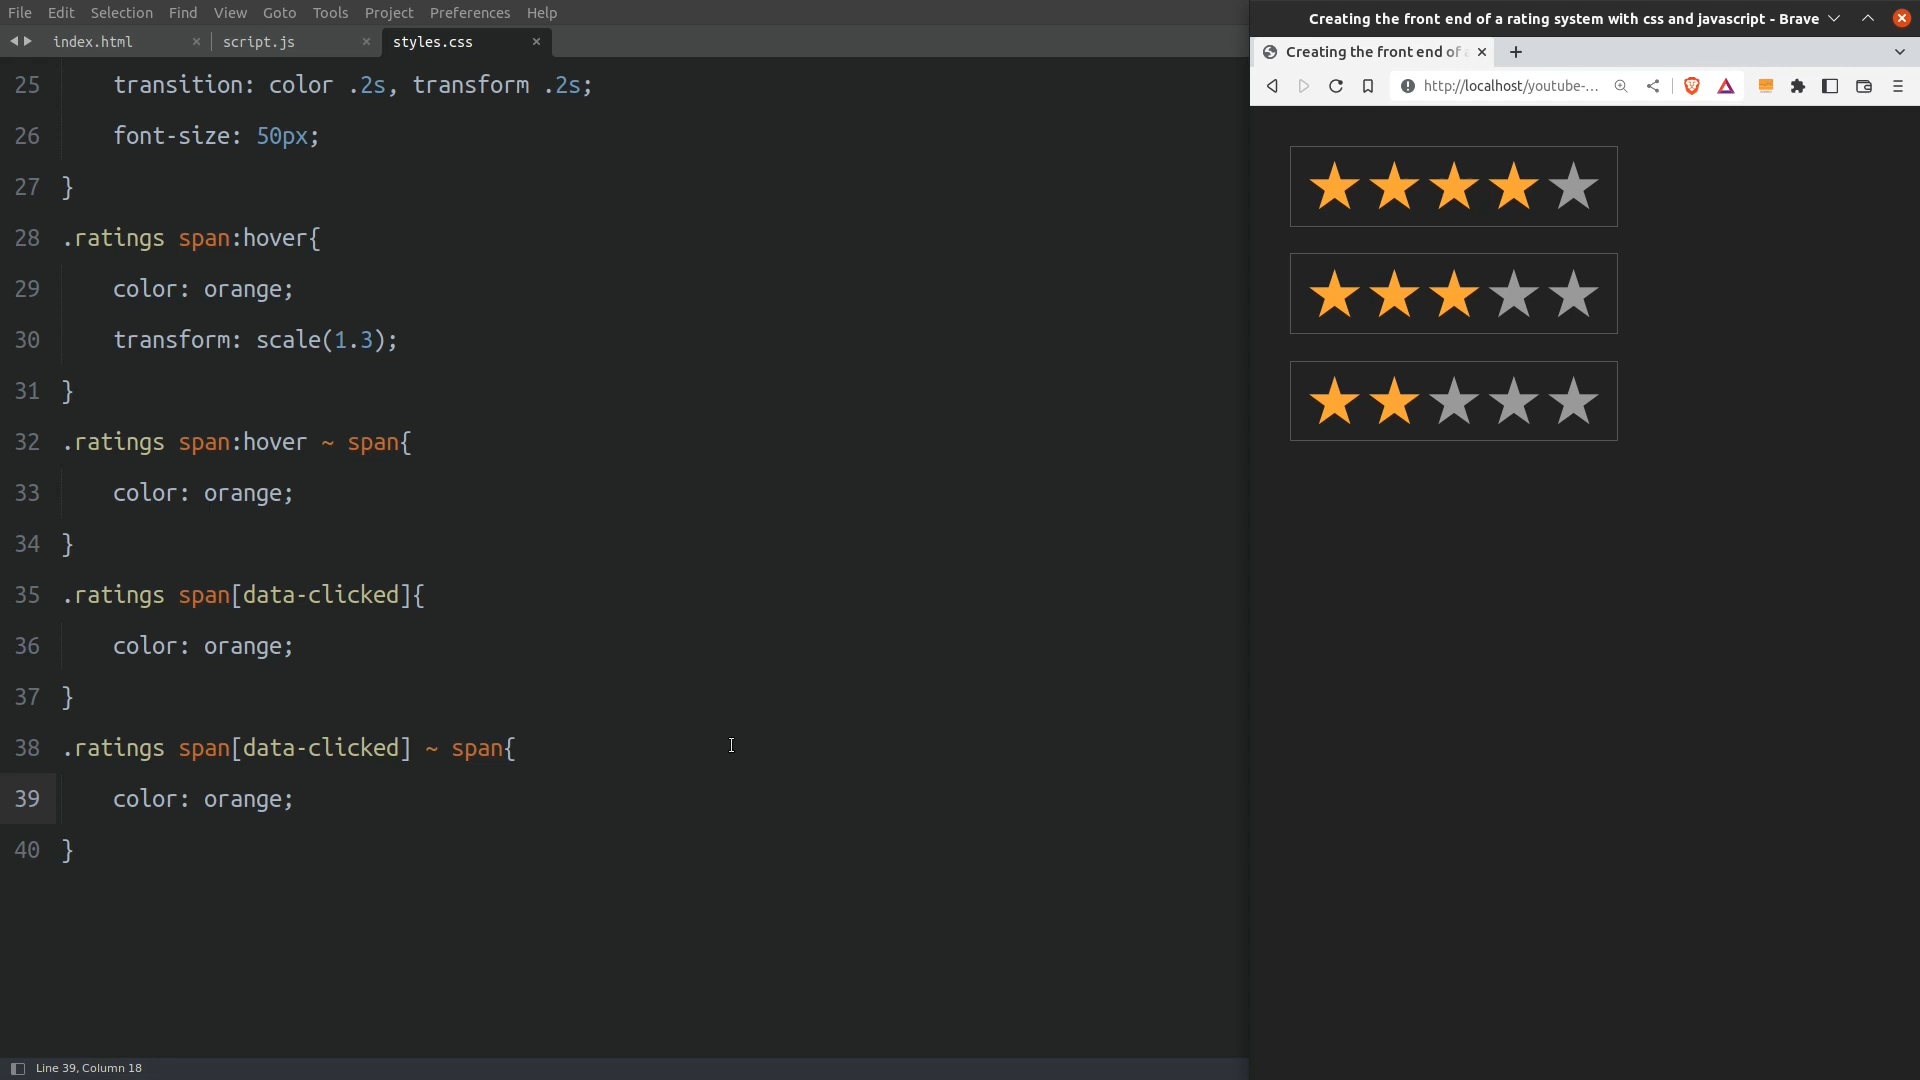 File Edit Selection Find View Goto Tools Project Preferences Help
index.html × script.js × styles.css ×
25 transition: color .2s, transform .2s;
26 font-size: 50px;
27 }
28 .ratings span:hover{
29 color: orange;
30 transform: scale(1.3);
31 }
32 .ratings span:hover ~ span{
33 color: orange;
34 }
35 .ratings span[data-clicked]{
36 color: orange;
37 }
38 .ratings span[data-clicked] ~ span{
39 color: orange;
40 }
Line 39, Column 18
Creating the front end of a rating system with css and javascript - Brave
Creating the front end of a
http://localhost/youtube-...